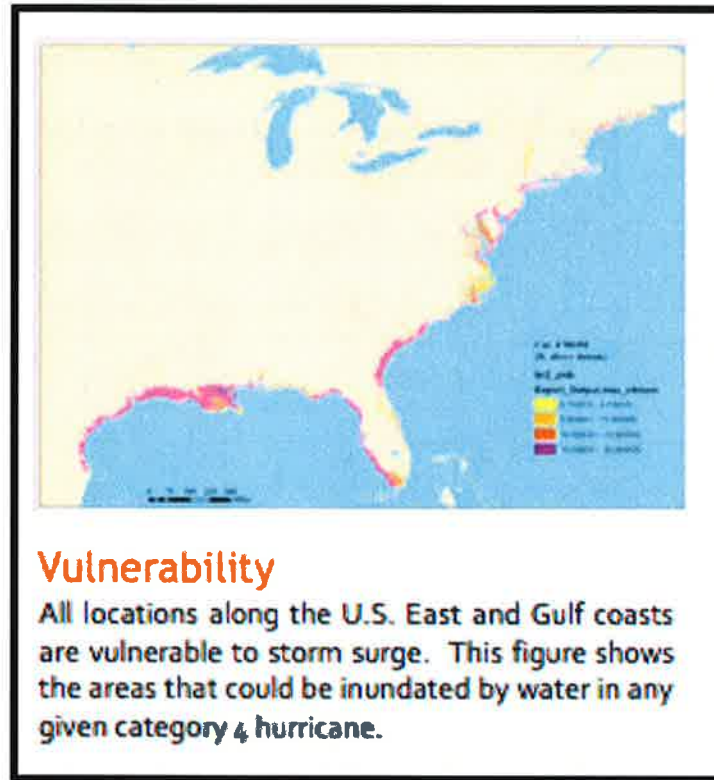 Vulnerability
All locations along the U.S. East and Gulf coasts
are vulnerable to storm surge. This figure shows
the areas that could be inundated by water in any
given category 4 hurricane.